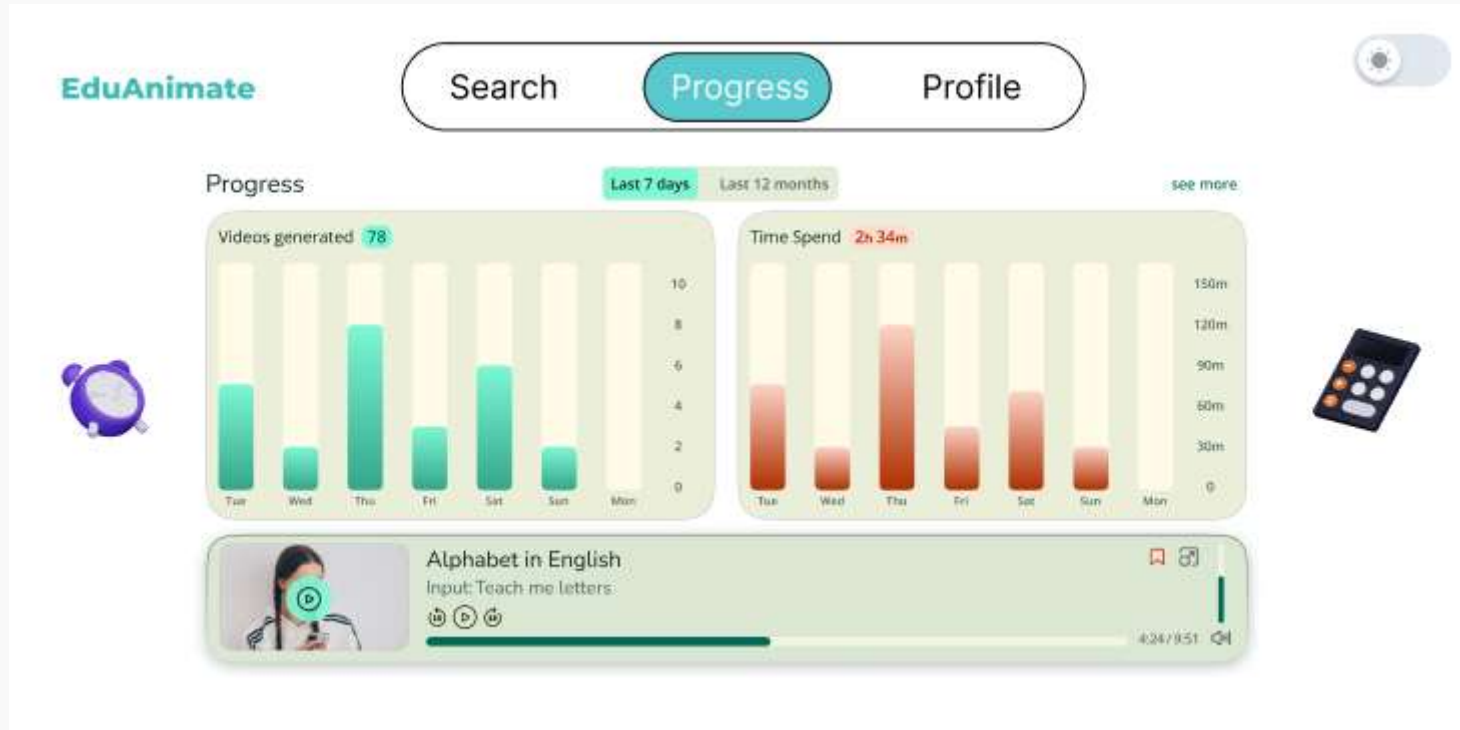 EduAnimate
Search Progress Profile
Progress
Last 7 days Last 12 months
see more
Videos generated 78
10
8
6
4
2
0
Tue Wed Thu Fri Sat Sun Mon
Time Spend 2h 34m
150m
120m
90m
60m
30m
0
Tue Wed Thu Fri Sat Sun Mon
Alphabet in English
Input: Teach me letters
4:24 / 9:51